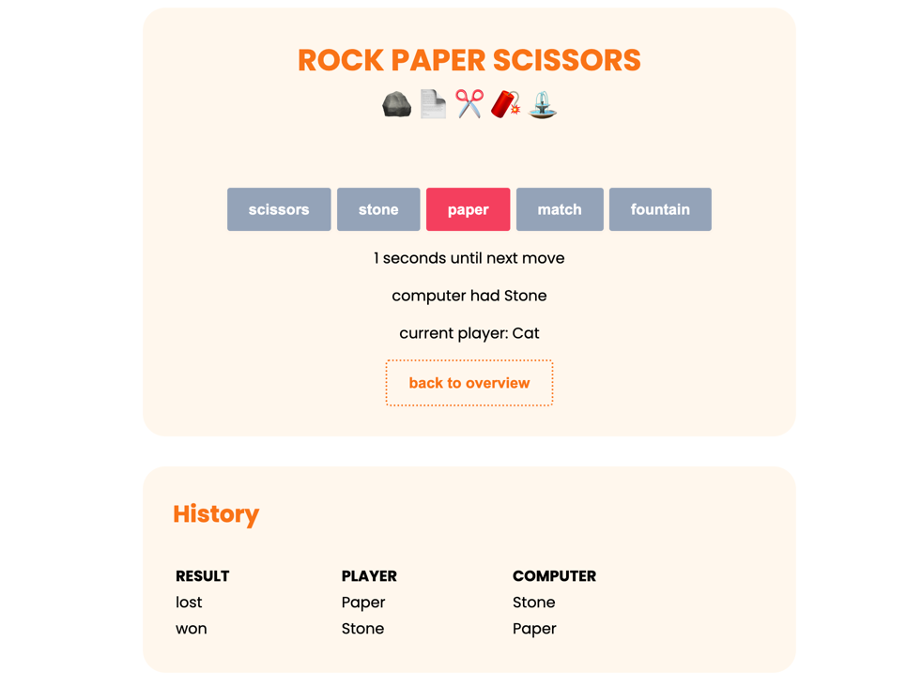 ROCK PAPER SCISSORS
scissors stone paper match fountain
1 seconds until next move
computer had Stone
current player: Cat
back to overview
History
RESULT PLAYER COMPUTER
lost Paper Stone
won Stone Paper